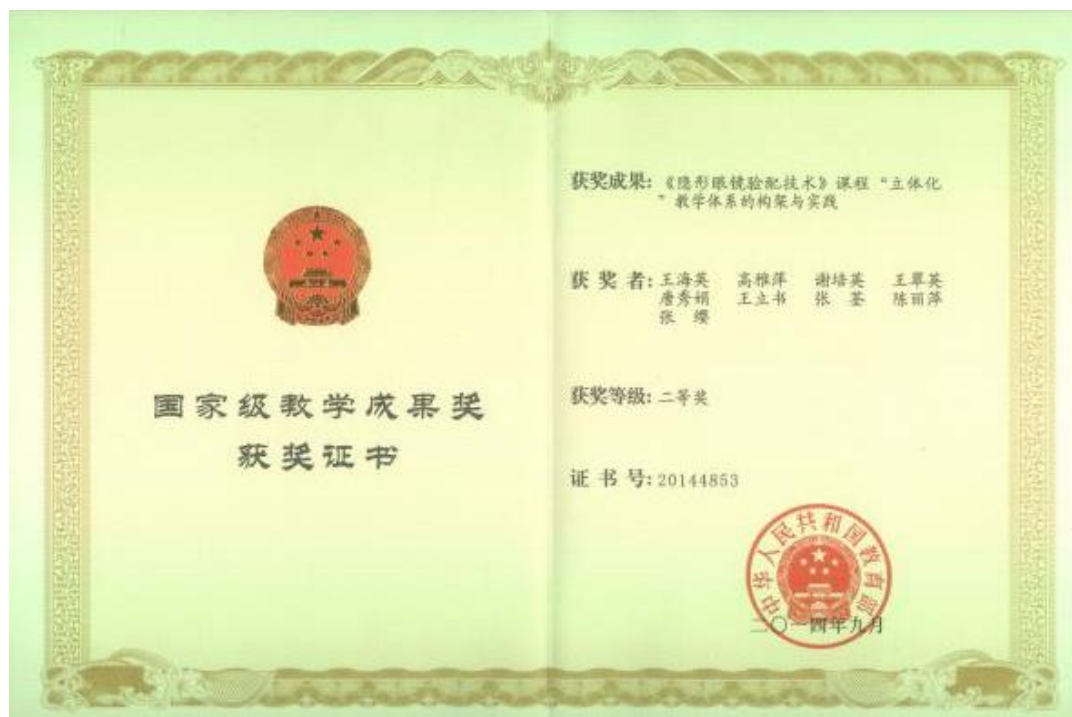 国家级教学成果奖
获奖证书
获奖成果:《隐形眼镜验配技术》课程“立体化
”教学体系的构架与实践
获 奖 者:王海英 高雅萍 谢培英 王翠英
唐秀娟 王立书 张荃 陈丽萍
张 缨
获奖等级:二等奖
证 书 号:20144853
中华人民共和国教育部
二〇一四年九月